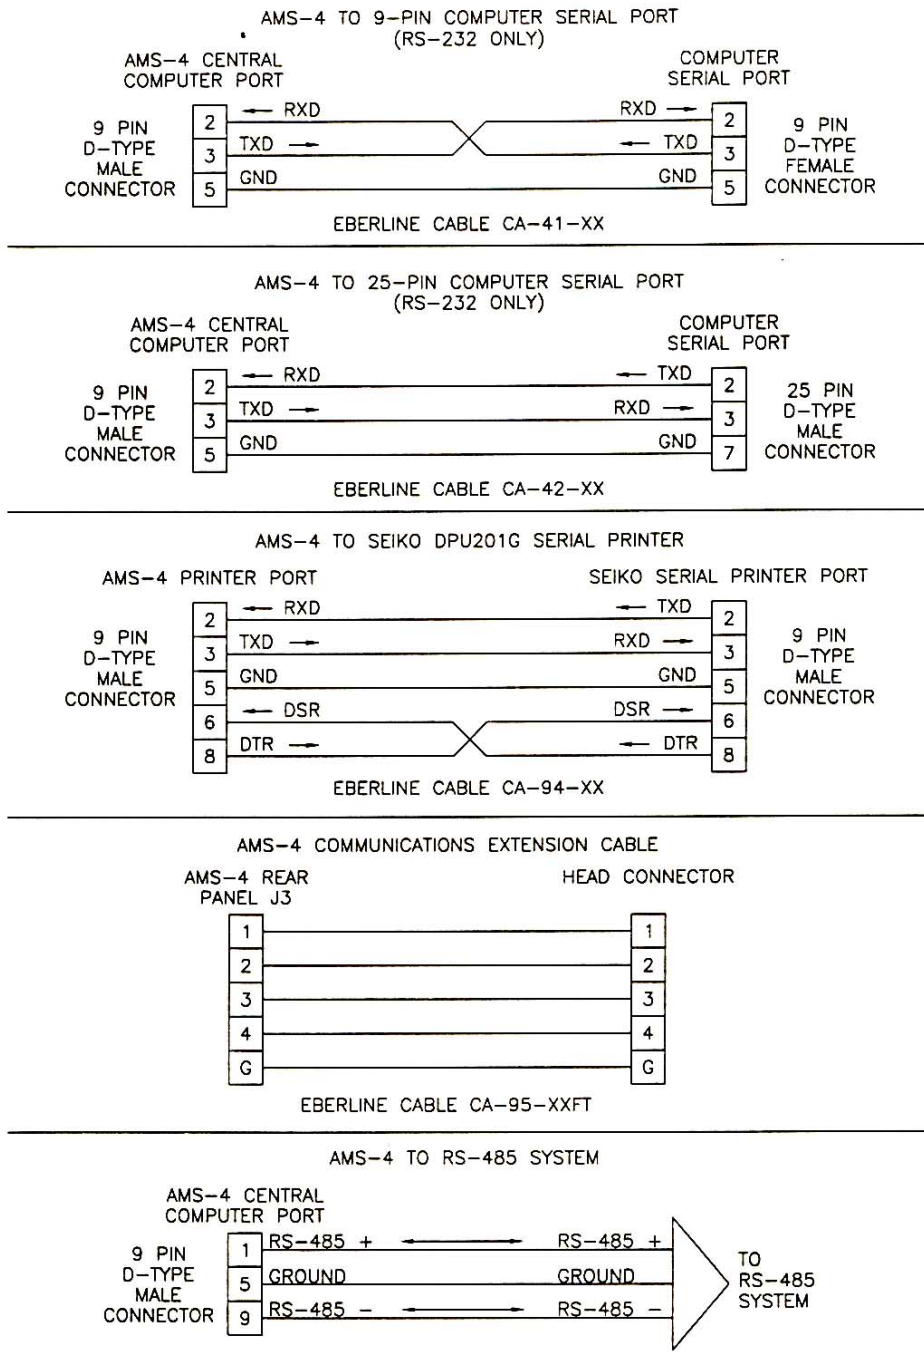 AMS-4 TO 9-PIN COMPUTER SERIAL PORT
(RS-232 ONLY)
AMS-4 CENTRAL
COMPUTER PORT
COMPUTER
SERIAL PORT
9 PIN
D-TYPE
MALE
CONNECTOR
2 RXD RXD 2
3 TXD TXD 3
5 GND GND 5
9 PIN
D-TYPE
FEMALE
CONNECTOR
EBERLINE CABLE CA-41-XX
AMS-4 TO 25-PIN COMPUTER SERIAL PORT
(RS-232 ONLY)
AMS-4 CENTRAL
COMPUTER PORT
COMPUTER
SERIAL PORT
9 PIN
D-TYPE
MALE
CONNECTOR
2 RXD TXD 2
3 TXD RXD 3
5 GND GND 7
25 PIN
D-TYPE
MALE
CONNECTOR
EBERLINE CABLE CA-42-XX
AMS-4 TO SEIKO DPU201G SERIAL PRINTER
AMS-4 PRINTER PORT
SEIKO SERIAL PRINTER PORT
9 PIN
D-TYPE
MALE
CONNECTOR
2 RXD TXD 2
3 TXD RXD 3
5 GND GND 5
6 DSR DSR 6
8 DTR DTR 8
9 PIN
D-TYPE
MALE
CONNECTOR
EBERLINE CABLE CA-94-XX
AMS-4 COMMUNICATIONS EXTENSION CABLE
AMS-4 REAR
PANEL J3
HEAD CONNECTOR
1 1
2 2
3 3
4 4
G G
EBERLINE CABLE CA-95-XXFT
AMS-4 TO RS-485 SYSTEM
AMS-4 CENTRAL
COMPUTER PORT
9 PIN
D-TYPE
MALE
CONNECTOR
1 RS-485 + RS-485 +
5 GROUND GROUND
9 RS-485 - RS-485 -
TO
RS-485
SYSTEM